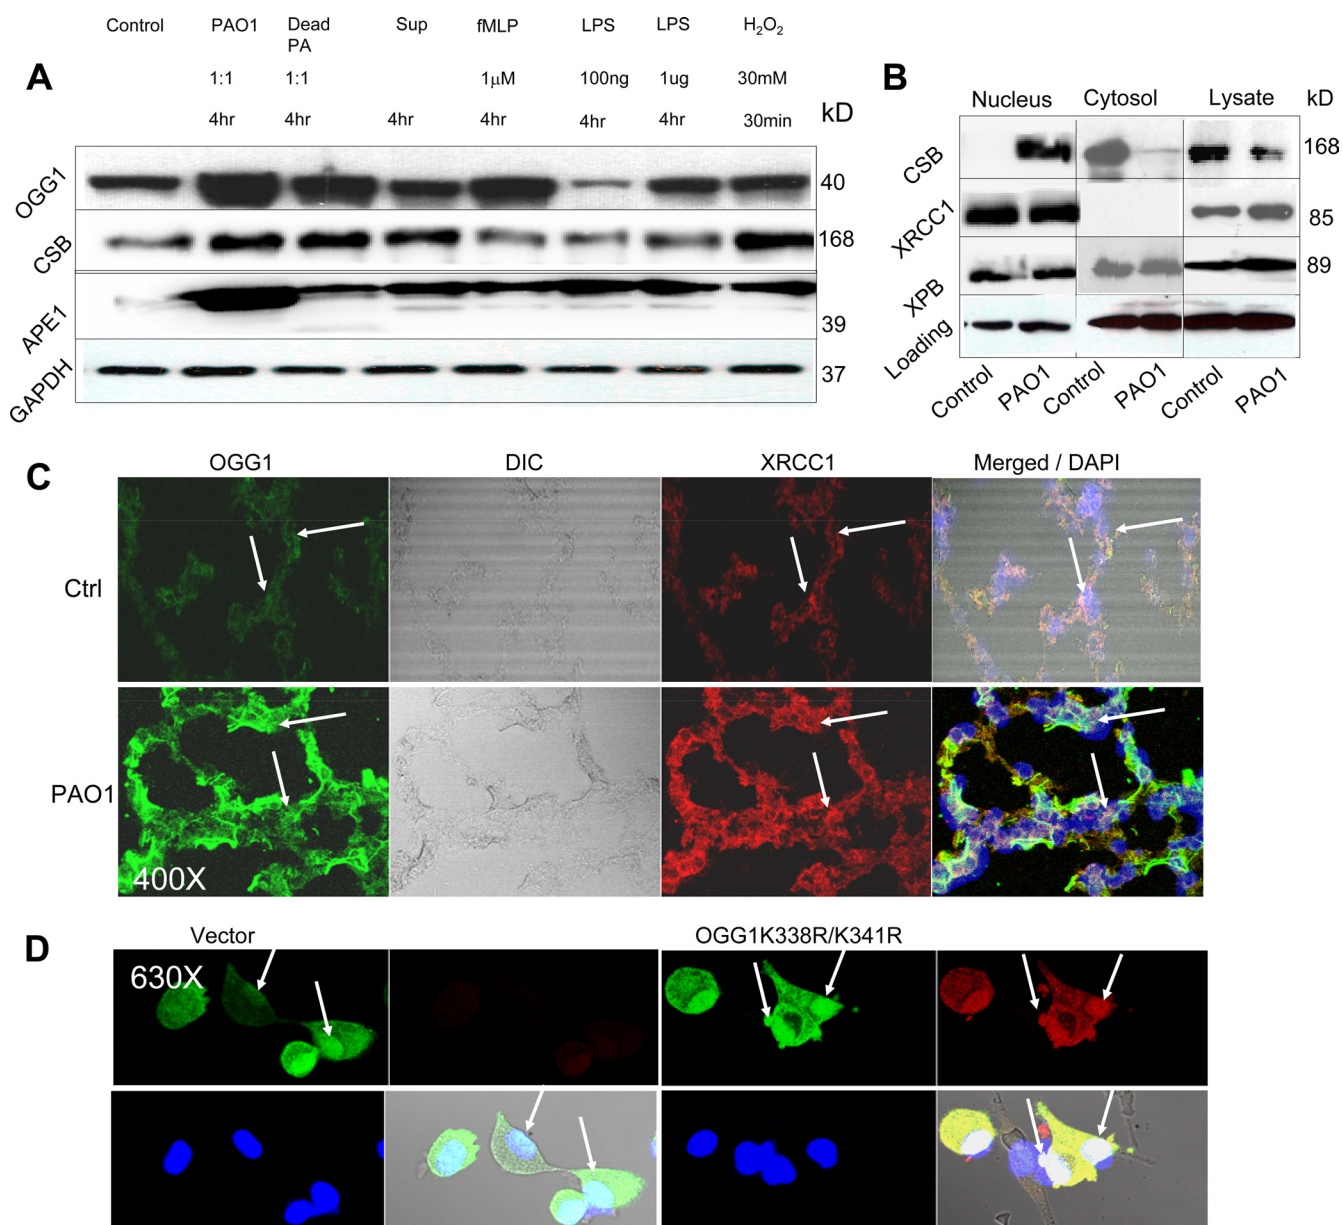 Control PAO1 Dead PA Sup fMLP LPS LPS H₂O₂
A 1:1 1:1 1μM 100ng 1ug 30mM
4hr 4hr 4hr 4hr 4hr 4hr 30min kD
OGG1 40
CSB 168
APE1 39
GAPDH 37
B
Nucleus Cytosol Lysate kD
CSB 168
XRCC1 85
XPB 89
Loading
Control PAO1 Control PAO1 Control PAO1
C
OGG1 DIC XRCC1 Merged / DAPI
Ctrl
PAO1
400X
D
Vector OGG1K338R/K341R
630X